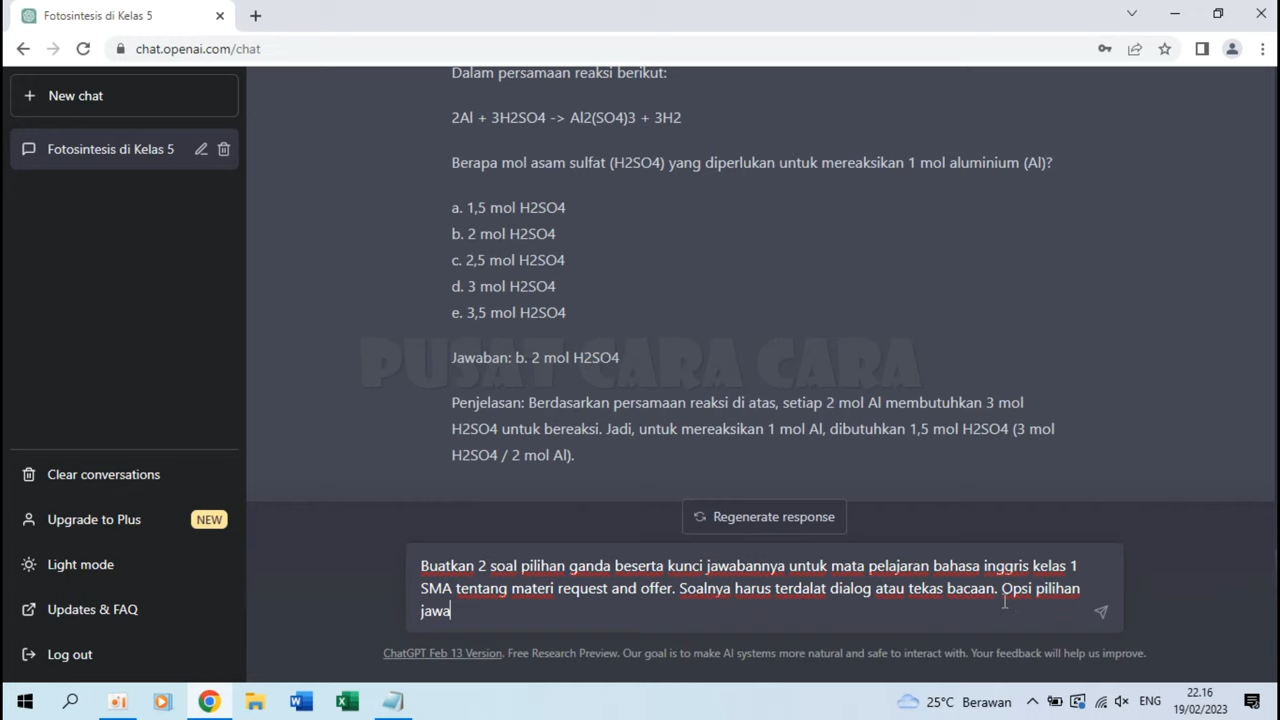 Fotosintesis di Kelas 5
chat.openai.com/chat
New chat
Fotosintesis di Kelas 5
Dalam persamaan reaksi berikut:
2Al + 3H2SO4 -> Al2(SO4)3 + 3H2
Berapa mol asam sulfat (H2SO4) yang diperlukan untuk mereaksikan 1 mol aluminium (Al)?
a. 1,5 mol H2SO4
b. 2 mol H2SO4
c. 2,5 mol H2SO4
d. 3 mol H2SO4
e. 3,5 mol H2SO4
Jawaban: b. 2 mol H2SO4
PUSAT CARA CARA
Penjelasan: Berdasarkan persamaan reaksi di atas, setiap 2 mol Al membutuhkan 3 mol
H2SO4 untuk bereaksi. Jadi, untuk mereaksikan 1 mol Al, dibutuhkan 1,5 mol H2SO4 (3 mol
H2SO4 / 2 mol Al).
Clear conversations
Upgrade to Plus NEW
Light mode
Updates & FAQ
Log out
Regenerate response
Buatkan 2 soal pilihan ganda beserta kunci jawabannya untuk mata pelajaran bahasa inggris kelas 1
SMA tentang materi request and offer. Soalnya harus terdalat dialog atau tekas bacaan. Opsi pilihan
jawa
ChatGPT Feb 13 Version. Free Research Preview. Our goal is to make AI systems more natural and safe to interact with. Your feedback will help us improve.
25°C Berawan
ENG
22.16
19/02/2023